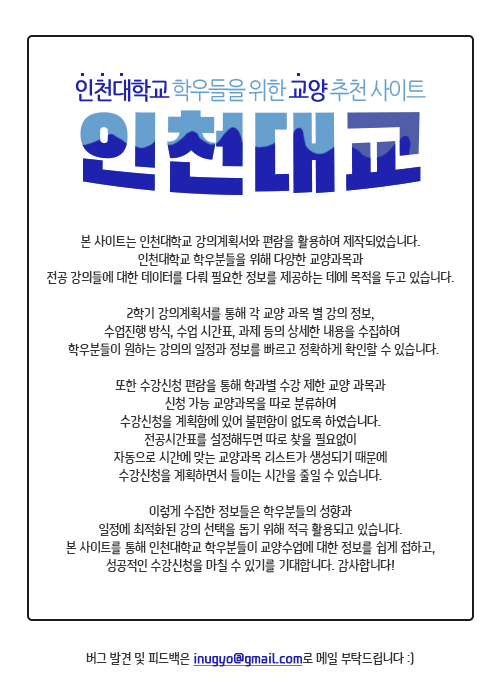 인천대학교 학우들을 위한 교양 추천 사이트
인천대교
본 사이트는 인천대학교 강의계획서와 편람을 활용하여 제작되었습니다.
인천대학교 학우분들을 위해 다양한 교양과목과
전공 강의들에 대한 데이터를 다뤄 필요한 정보를 제공하는 데에 목적을 두고 있습니다.
2학기 강의계획서를 통해 각 교양 과목 별 강의 정보,
수업진행 방식, 수업 시간표, 과제 등의 상세한 내용을 수집하여
학우분들이 원하는 강의의 일정과 정보를 빠르고 정확하게 확인할 수 있습니다.
또한 수강신청 편람을 통해 학과별 수강 제한 교양 과목과
신청 가능 교양과목을 따로 분류하여
수강신청을 계획함에 있어 불편함이 없도록 하였습니다.
전공시간표를 설정해두면 따로 찾을 필요없이
자동으로 시간에 맞는 교양과목 리스트가 생성되기 때문에
수강신청을 계획하면서 들이는 시간을 줄일 수 있습니다.
이렇게 수집한 정보들은 학우분들의 성향과
일정에 최적화된 강의 선택을 돕기 위해 적극 활용되고 있습니다.
본 사이트를 통해 인천대학교 학우분들이 교양수업에 대한 정보를 쉽게 접하고,
성공적인 수강신청을 마칠 수 있기를 기대합니다. 감사합니다!
버그 발견 및 피드백은 inugyo@gmail.com로 메일 부탁드립니다 :)